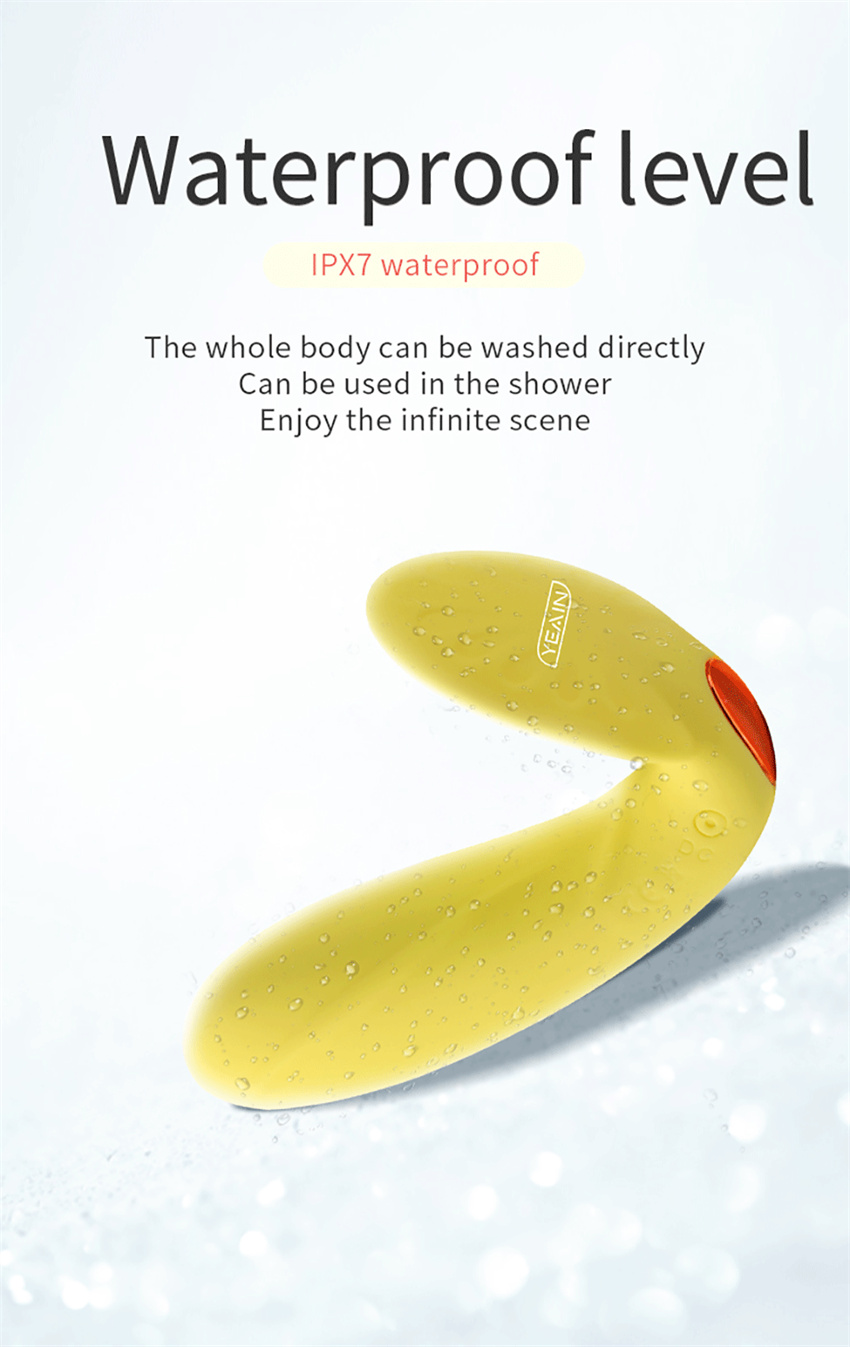 Waterproof level
IPX7 waterproof
The whole body can be washed directly
Can be used in the shower
Enjoy the infinite scene
YEAIN